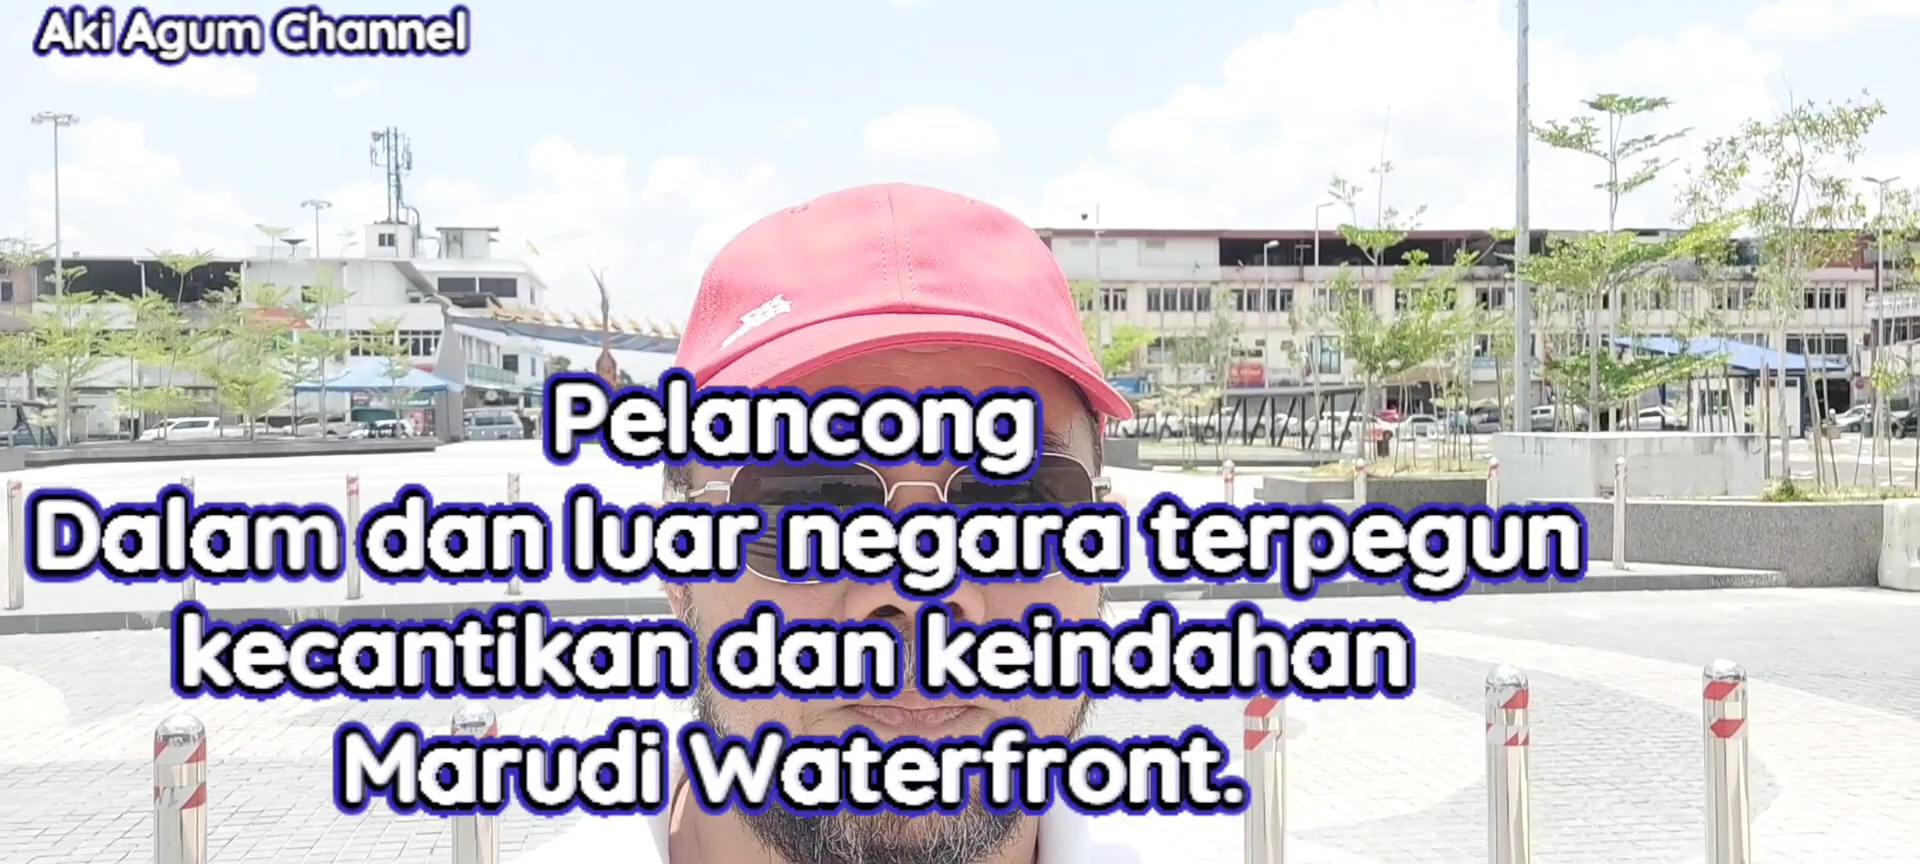 Aki Agum Channel
Pelancong
Dalam dan luar negara terpegun
kecantikan dan keindahan
Marudi Waterfront.